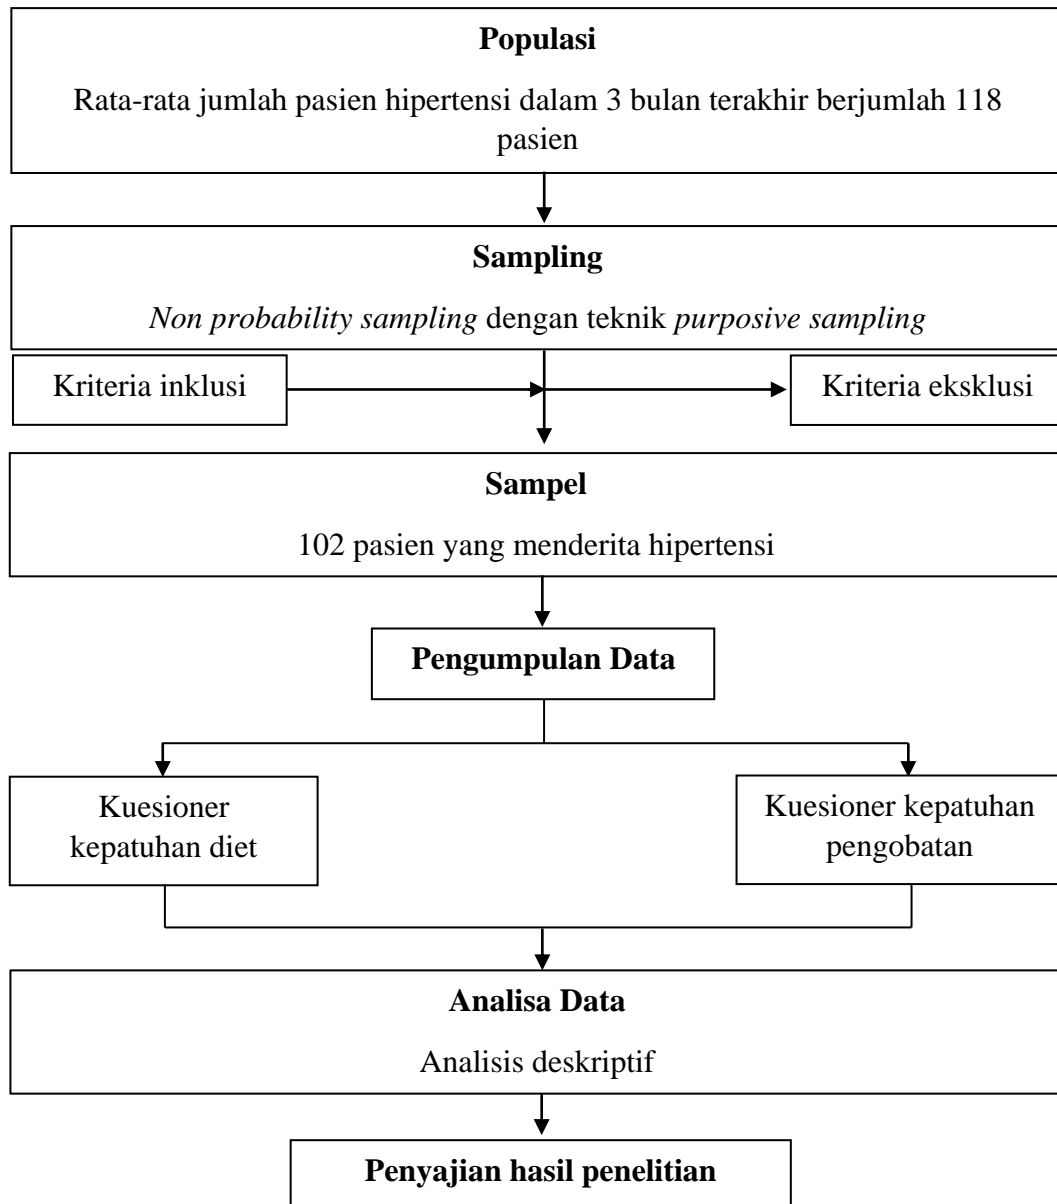 Populasi
Rata-rata jumlah pasien hipertensi dalam 3 bulan terakhir berjumlah 118
pasien
Sampling
Non probability sampling dengan teknik purposive sampling
Kriteria inklusi
Kriteria eksklusi
Sampel
102 pasien yang menderita hipertensi
Pengumpulan Data
Kuesioner
kepatuhan diet
Kuesioner kepatuhan
pengobatan
Analisa Data
Analisis deskriptif
Penyajian hasil penelitian